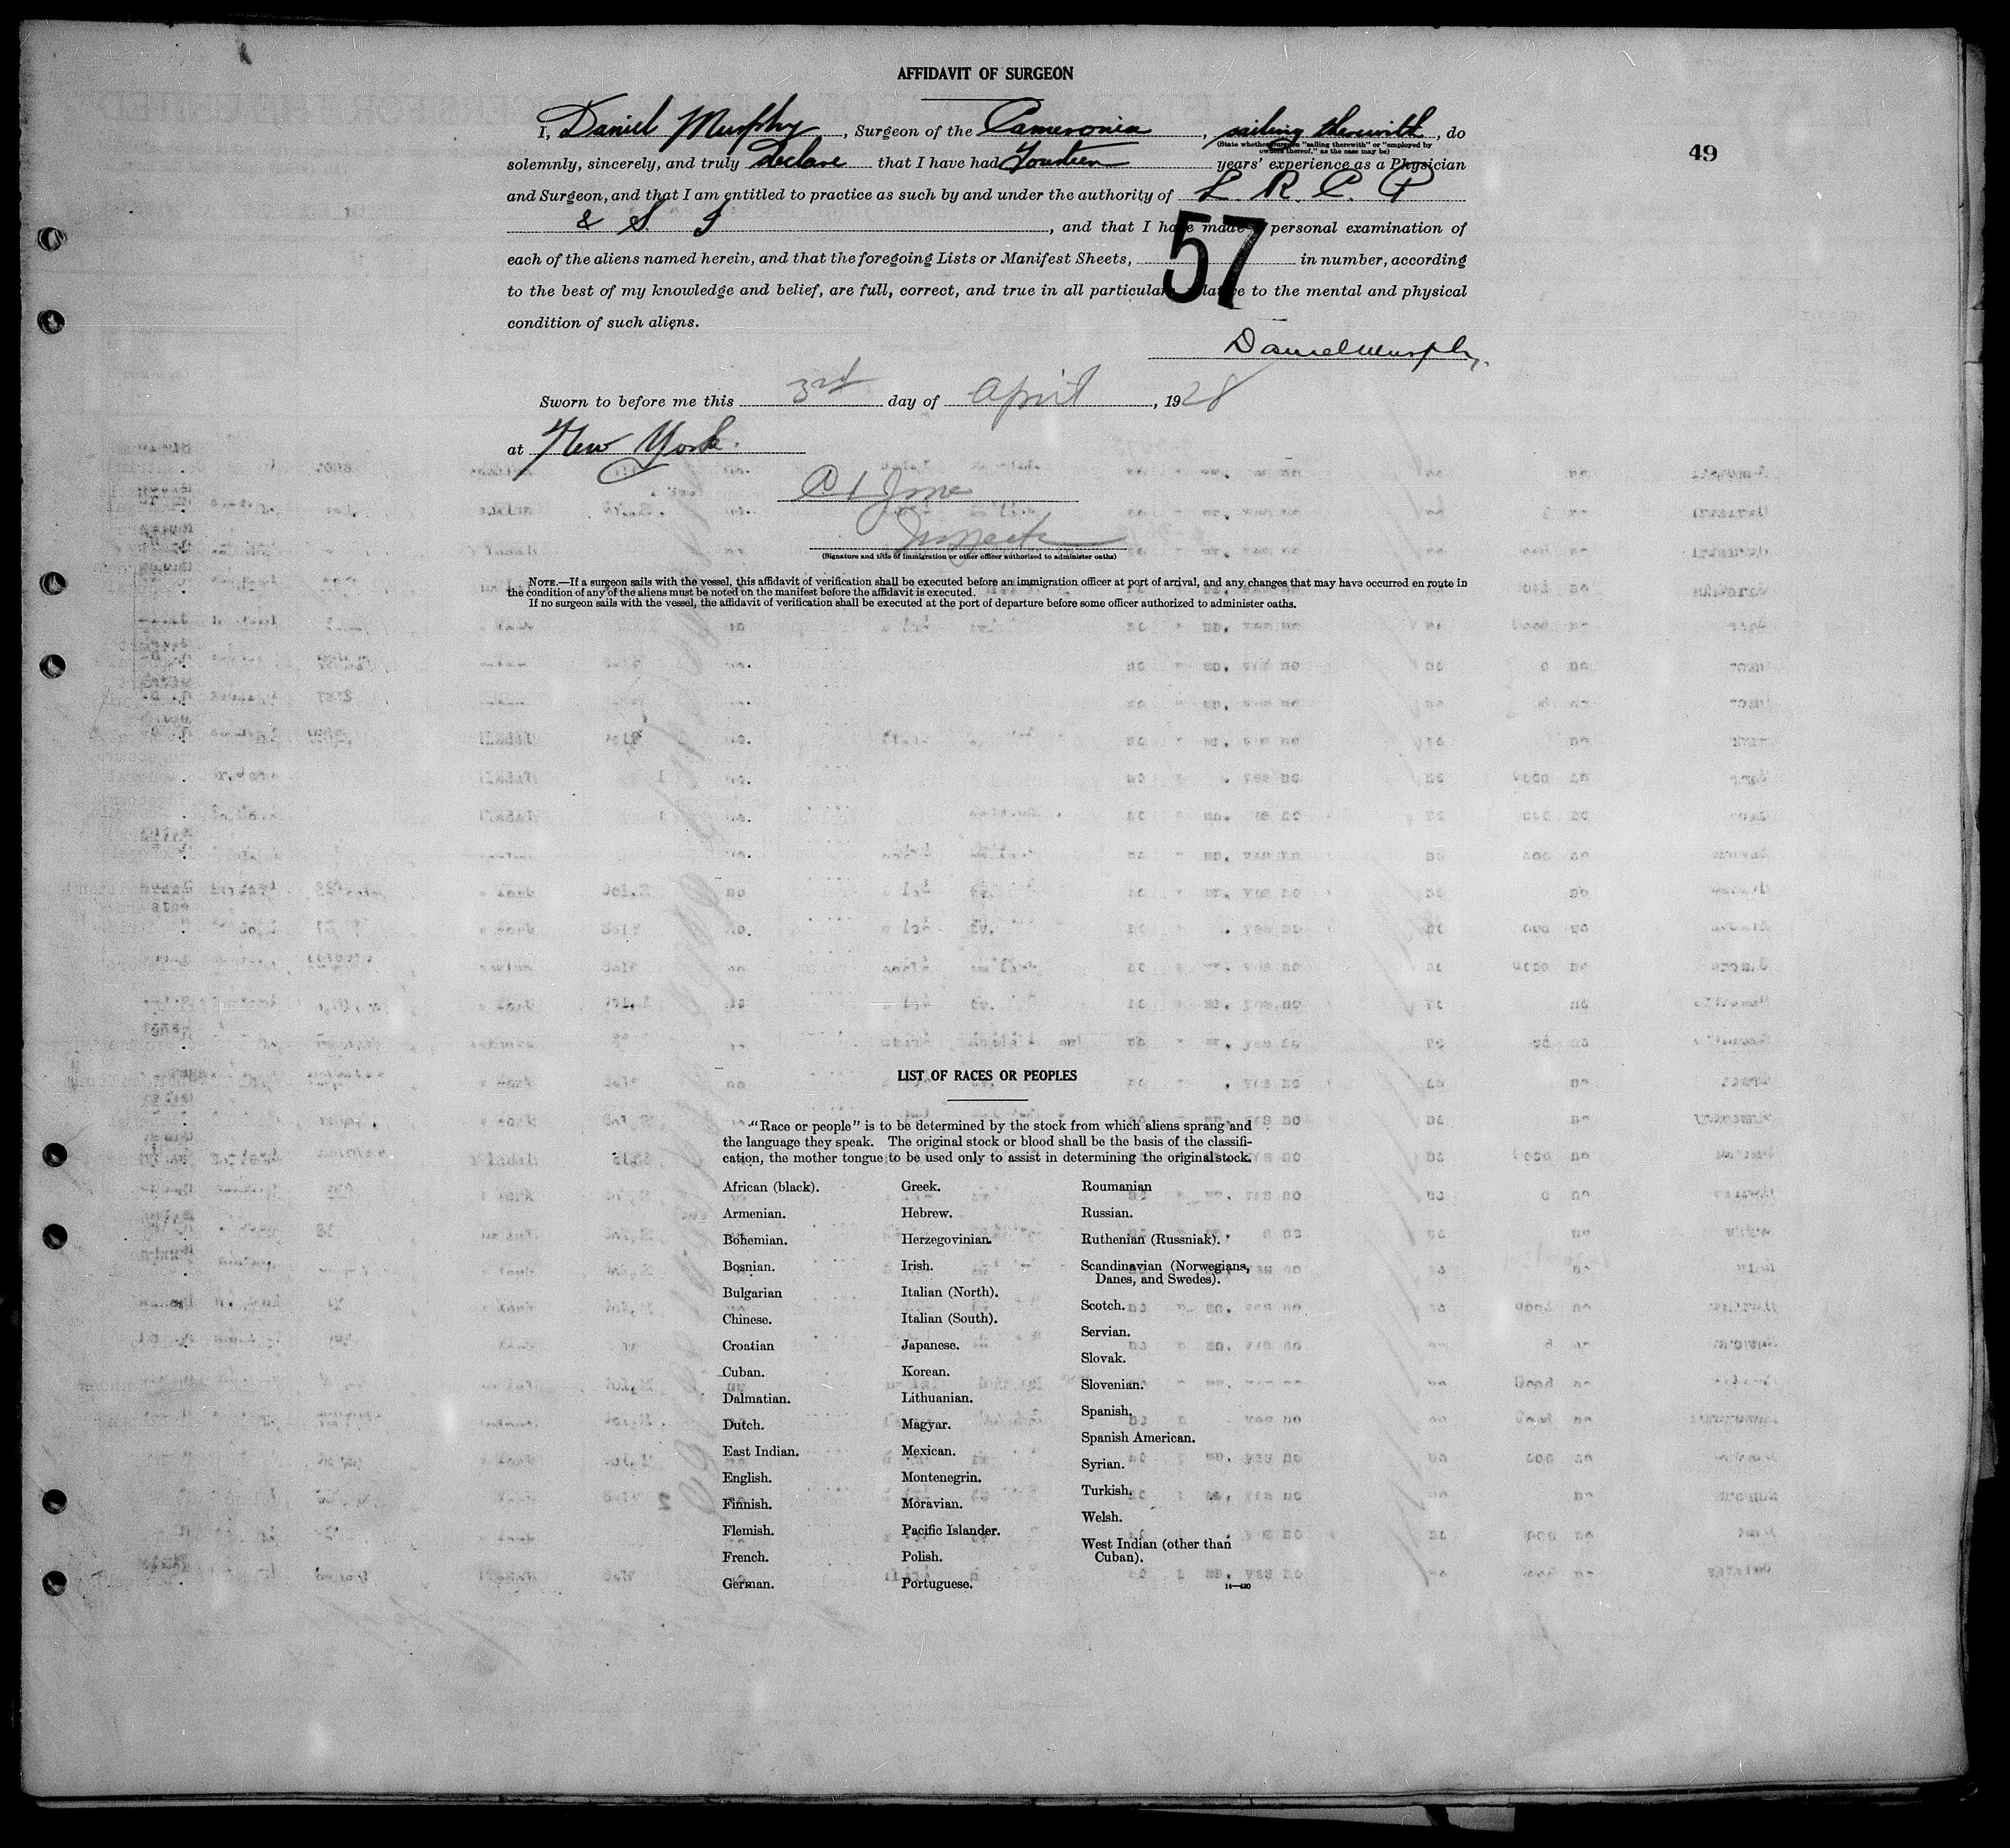 AFFIDAVIT OF SURGEON
49
I, Daniel Murphy, Surgeon of the Cameronia, sailing therewith, do
(State whether surgeon "sailing therewith" or "employed by
owners thereof," as the case may be)
solemnly, sincerely, and truly declare that I have had Fourteen years' experience as a Physician
and Surgeon, and that I am entitled to practice as such by and under the authority of L. R. C. P
& S. I, and that I have made personal examination of
each of the aliens named herein, and that the foregoing Lists or Manifest Sheets, 57 in number, according
to the best of my knowledge and belief, are full, correct, and true in all particulars relative to the mental and physical
condition of such aliens.
Daniel Murphy.
Sworn to before me this 3rd day of April, 1928
at New York.
Inspector
(Signature and title of immigration or other officer authorized to administer oaths)
NOTE.—If a surgeon sails with the vessel, this affidavit of verification shall be executed before an immigration officer at port of arrival, and any changes that may have occurred en route in
the condition of any of the aliens must be noted on the manifest before the affidavit is executed.
If no surgeon sails with the vessel, the affidavit of verification shall be executed at the port of departure before some officer authorized to administer oaths.
LIST OF RACES OR PEOPLES
"Race or people" is to be determined by the stock from which aliens sprang and
the language they speak. The original stock or blood shall be the basis of the classifi-
cation, the mother tongue to be used only to assist in determining the original stock.
African (black).
Armenian.
Bohemian.
Bosnian.
Bulgarian
Chinese.
Croatian
Cuban.
Dalmatian.
Dutch.
East Indian.
English.
Finnish.
Flemish.
French.
German.
Greek.
Hebrew.
Herzegovinian.
Irish.
Italian (North).
Italian (South).
Japanese.
Korean.
Lithuanian.
Magyar.
Mexican.
Montenegrin.
Moravian.
Pacific Islander.
Polish.
Portuguese.
Roumanian
Russian.
Ruthenian (Russniak).
Scandinavian (Norwegians,
Danes, and Swedes).
Scotch.
Servian.
Slovak.
Slovenian.
Spanish.
Spanish American.
Syrian.
Turkish.
Welsh.
West Indian (other than
Cuban).